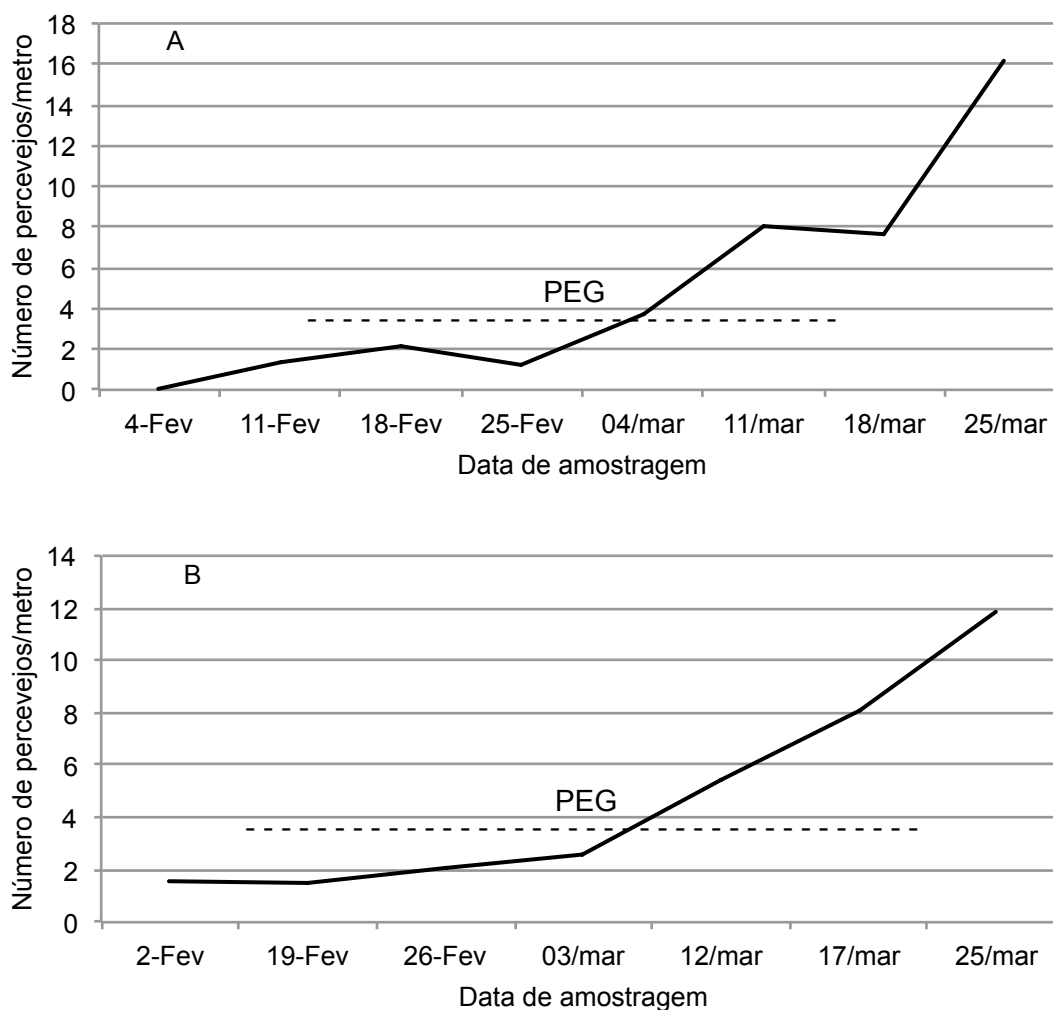 A
Número de percevejos/metro
18
16
14
12
10
8
6
4
2
0
PEG
4-Fev 11-Fev 18-Fev 25-Fev 04/mar 11/mar 18/mar 25/mar
Data de amostragem
B
Número de percevejos/metro
14
12
10
8
6
4
2
0
PEG
2-Fev 19-Fev 26-Fev 03/mar 12/mar 17/mar 25/mar
Data de amostragem